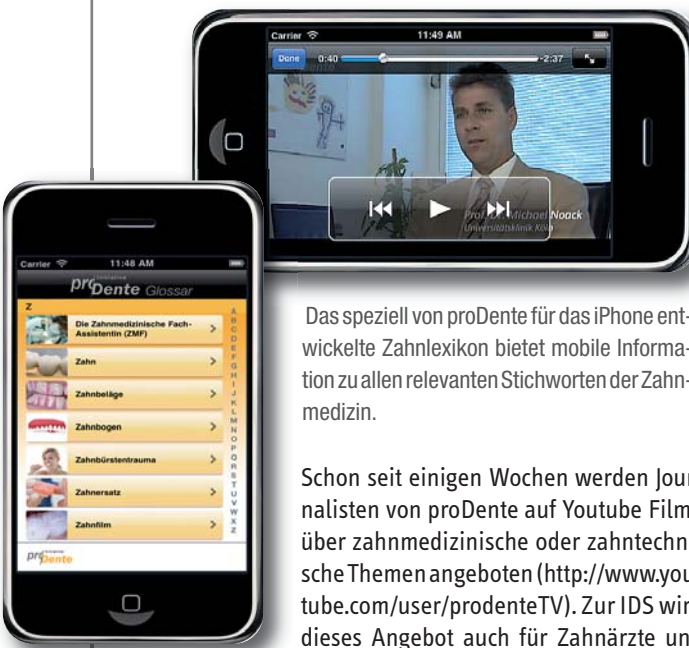 Carrier
11:49 AM
Done
0:40
-2:37
Prof. Dr. Michael Noack
Universitätsklinik Köln
Carrier
11:48 AM
initiative
proDente Glossar
Z
Die Zahnmedizinische Fach-
Assistentin (ZMF)
Zahn
Zahnbeläge
Zahnbogen
Zahnbürstentrauma
Zahnersatz
Zahnfilm
A
B
C
D
E
F
G
H
I
J
K
L
M
N
O
P
Q
R
S
T
U
V
W
X
Z
initiative
proDente
Das speziell von proDente für das iPhone ent-
wickelte Zahnlexikon bietet mobile Informa-
tion zu allen relevanten Stichworten der Zahn-
medizin.
Schon seit einigen Wochen werden Jour
nalisten von proDente auf Youtube Film
über zahnmedizinische oder zahntechn
sche Themen angeboten (http://www.you
tube.com/user/prodenteTV). Zur IDS wir
dieses Angebot auch für Zahnärzte un